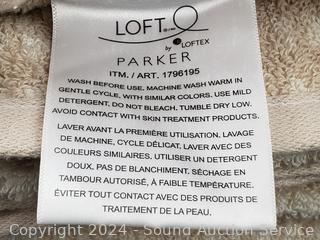 LOFT
by LOFTEX
PARKER
ITM. / ART. 1796195
WASH BEFORE USE. MACHINE WASH WARM IN
GENTLE CYCLE, WITH SIMILAR COLORS. USE MILD
DETERGENT, DO NOT BLEACH. TUMBLE DRY LOW.
AVOID CONTACT WITH SKIN TREATMENT PRODUCTS.
LAVER AVANT LA PREMIÈRE UTILISATION. LAVAGE
DE MACHINE, CYCLE DÉLICAT. LAVER AVEC DES
COULEURS SIMILAIRES. UTILISER UN DETERGENT
DOUX. PAS DE BLANCHIMENT. SÉCHAGE EN
TAMBOUR AUTORISÉ, À FAIBLE TEMPÉRATURE.
ÉVITER TOUT CONTACT AVEC DES PRODUITS DE
TRAITEMENT DE LA PEAU.
Copyright 2024 - Sound Auction Service